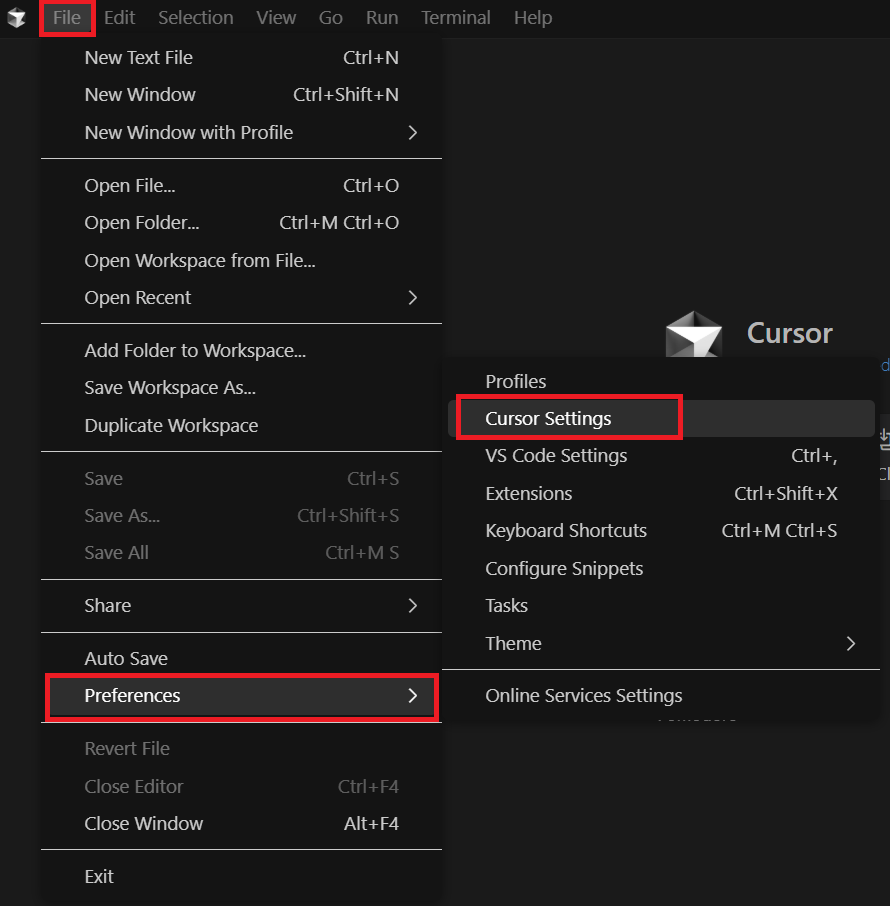 File Edit Selection View Go Run Terminal Help
New Text File Ctrl+N
New Window Ctrl+Shift+N
New Window with Profile
Open File... Ctrl+O
Open Folder... Ctrl+M Ctrl+O
Open Workspace from File...
Open Recent
Add Folder to Workspace...
Save Workspace As...
Duplicate Workspace
Save Ctrl+S
Save As... Ctrl+Shift+S
Save All Ctrl+M S
Share
Auto Save
Preferences
Revert File
Close Editor Ctrl+F4
Close Window Alt+F4
Exit
Cursor
Profiles
Cursor Settings
VS Code Settings Ctrl+,
Extensions Ctrl+Shift+X
Keyboard Shortcuts Ctrl+M Ctrl+S
Configure Snippets
Tasks
Theme
Online Services Settings